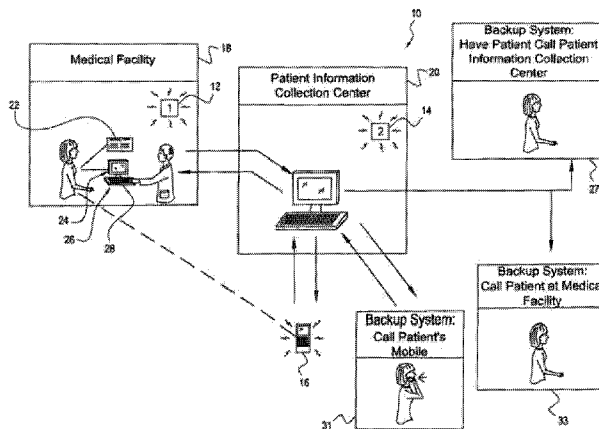 10
Medical Facility
18
12
1
22
24
26
28
Patient Information
Collection Center
20
14
2
Backup System:
Have Patient Call Patient
Information Collection
Center
27
Backup System:
Call Patient at Medical
Facility
33
Backup System:
Call Patient's
Mobile
31
16